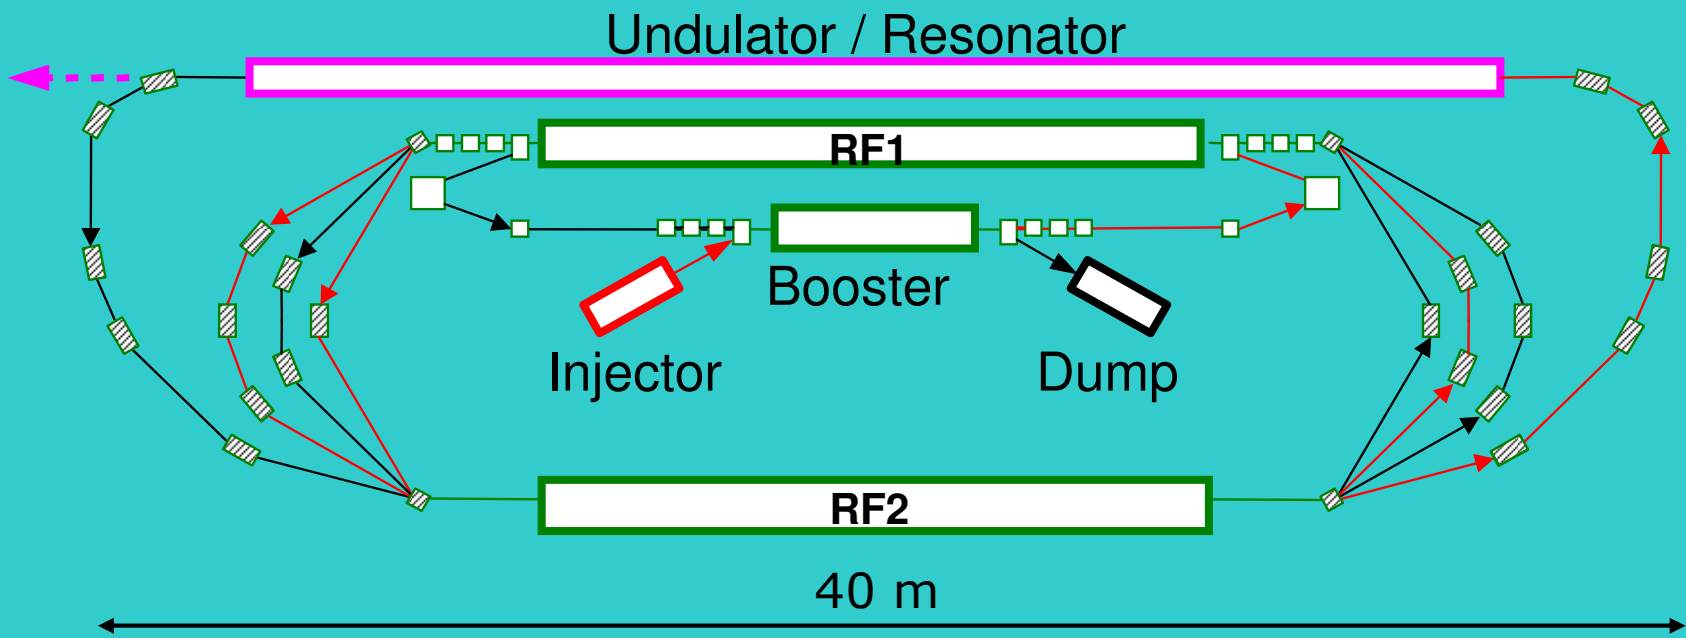 Undulator / Resonator
RF1
Booster
Injector
Dump
RF2
40 m